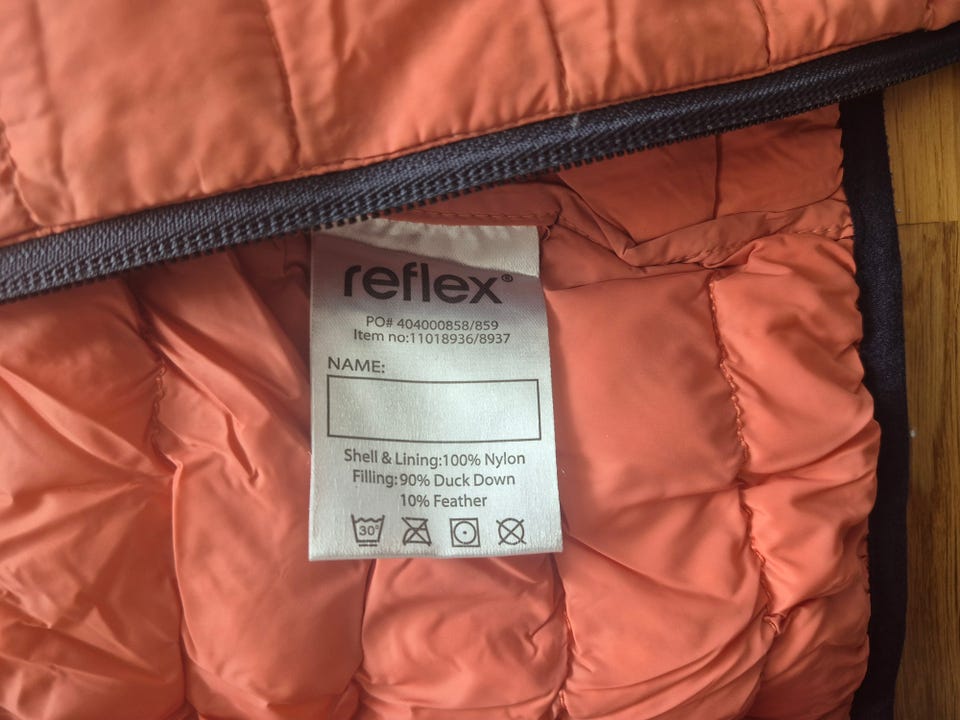 reflex®
PO# 404000858/859
Item no:11018936/8937
NAME:
Shell & Lining:100% Nylon
Filling:90% Duck Down
10% Feather
30°